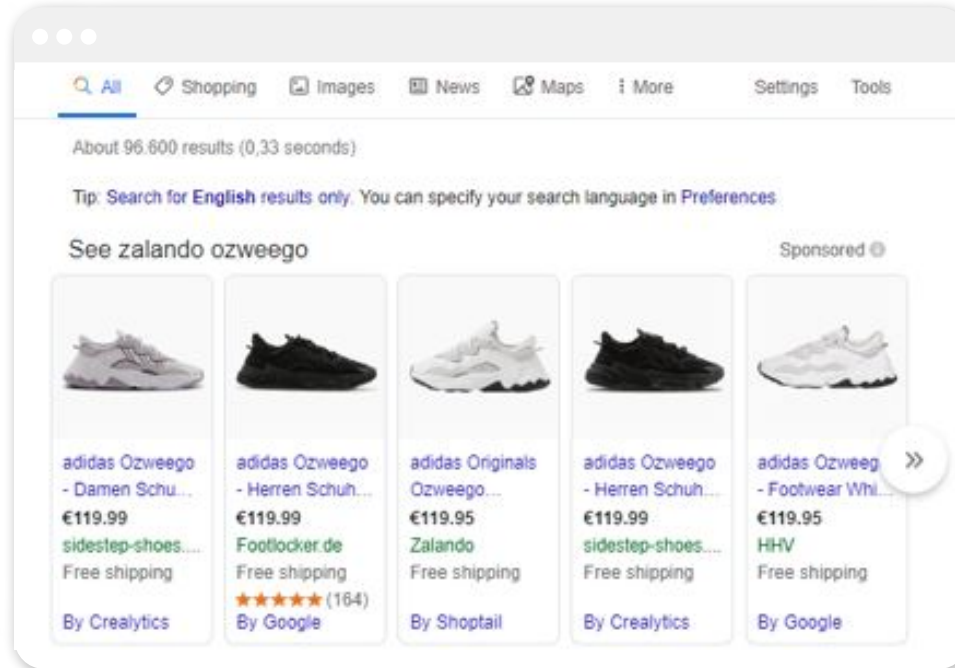 All Shopping Images News Maps More Settings Tools
About 96.600 results (0,33 seconds)
Tip: Search for English results only. You can specify your search language in Preferences
See zalando ozweego Sponsored
adidas Ozweego
- Damen Schu...
€119.99
sidestep-shoes....
Free shipping
By Crealytics
adidas Ozweego
- Herren Schuh...
€119.99
Footlocker.de
Free shipping
★★★★★ (164)
By Google
adidas Originals
Ozweego...
€119.95
Zalando
Free shipping
By Shoptail
adidas Ozweego
- Herren Schuh...
€119.99
sidestep-shoes....
Free shipping
By Crealytics
adidas Ozweeg
- Footwear Whi...
€119.95
HHV
Free shipping
By Google